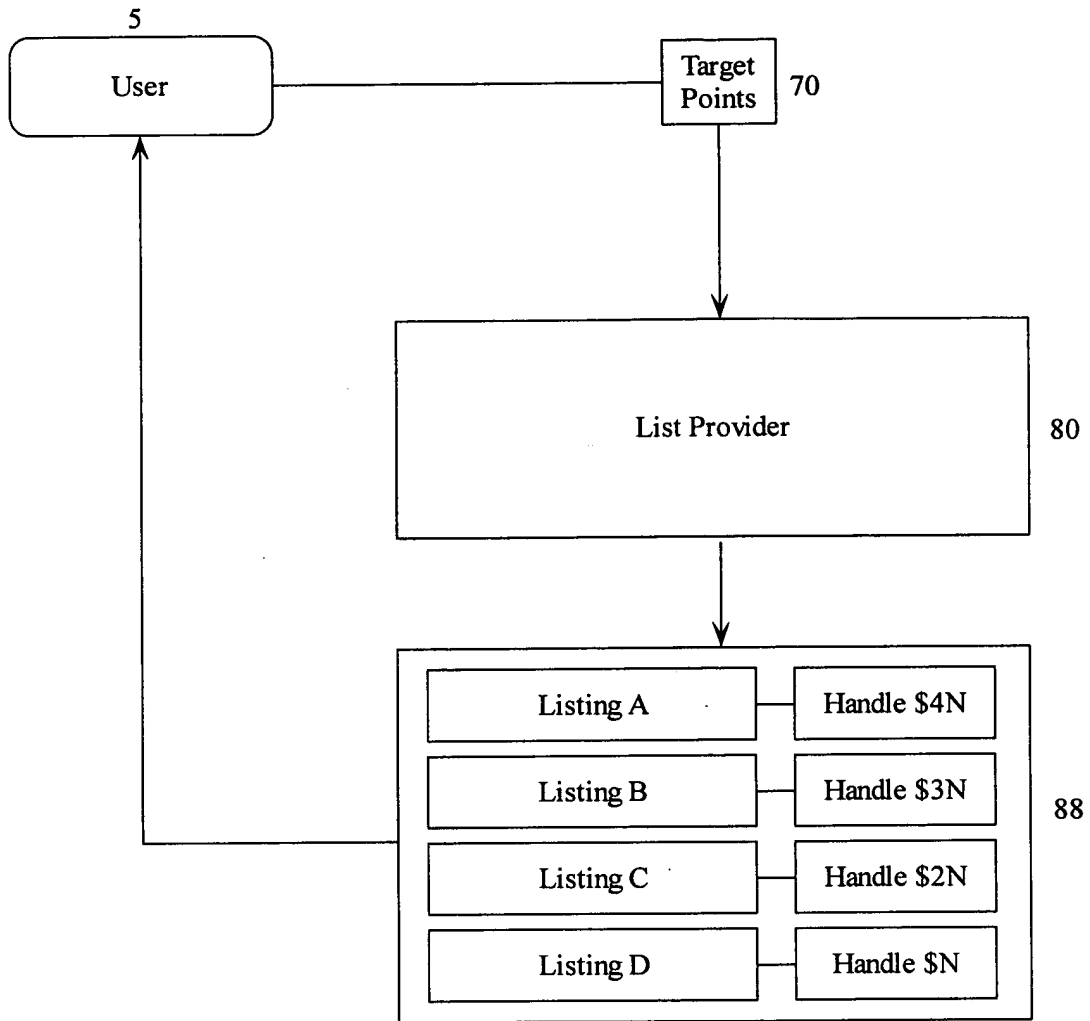 5
User
Target
Points
70
List Provider
80
Listing A
Handle $4N
Listing B
Handle $3N
88
Listing C
Handle $2N
Listing D
Handle $N